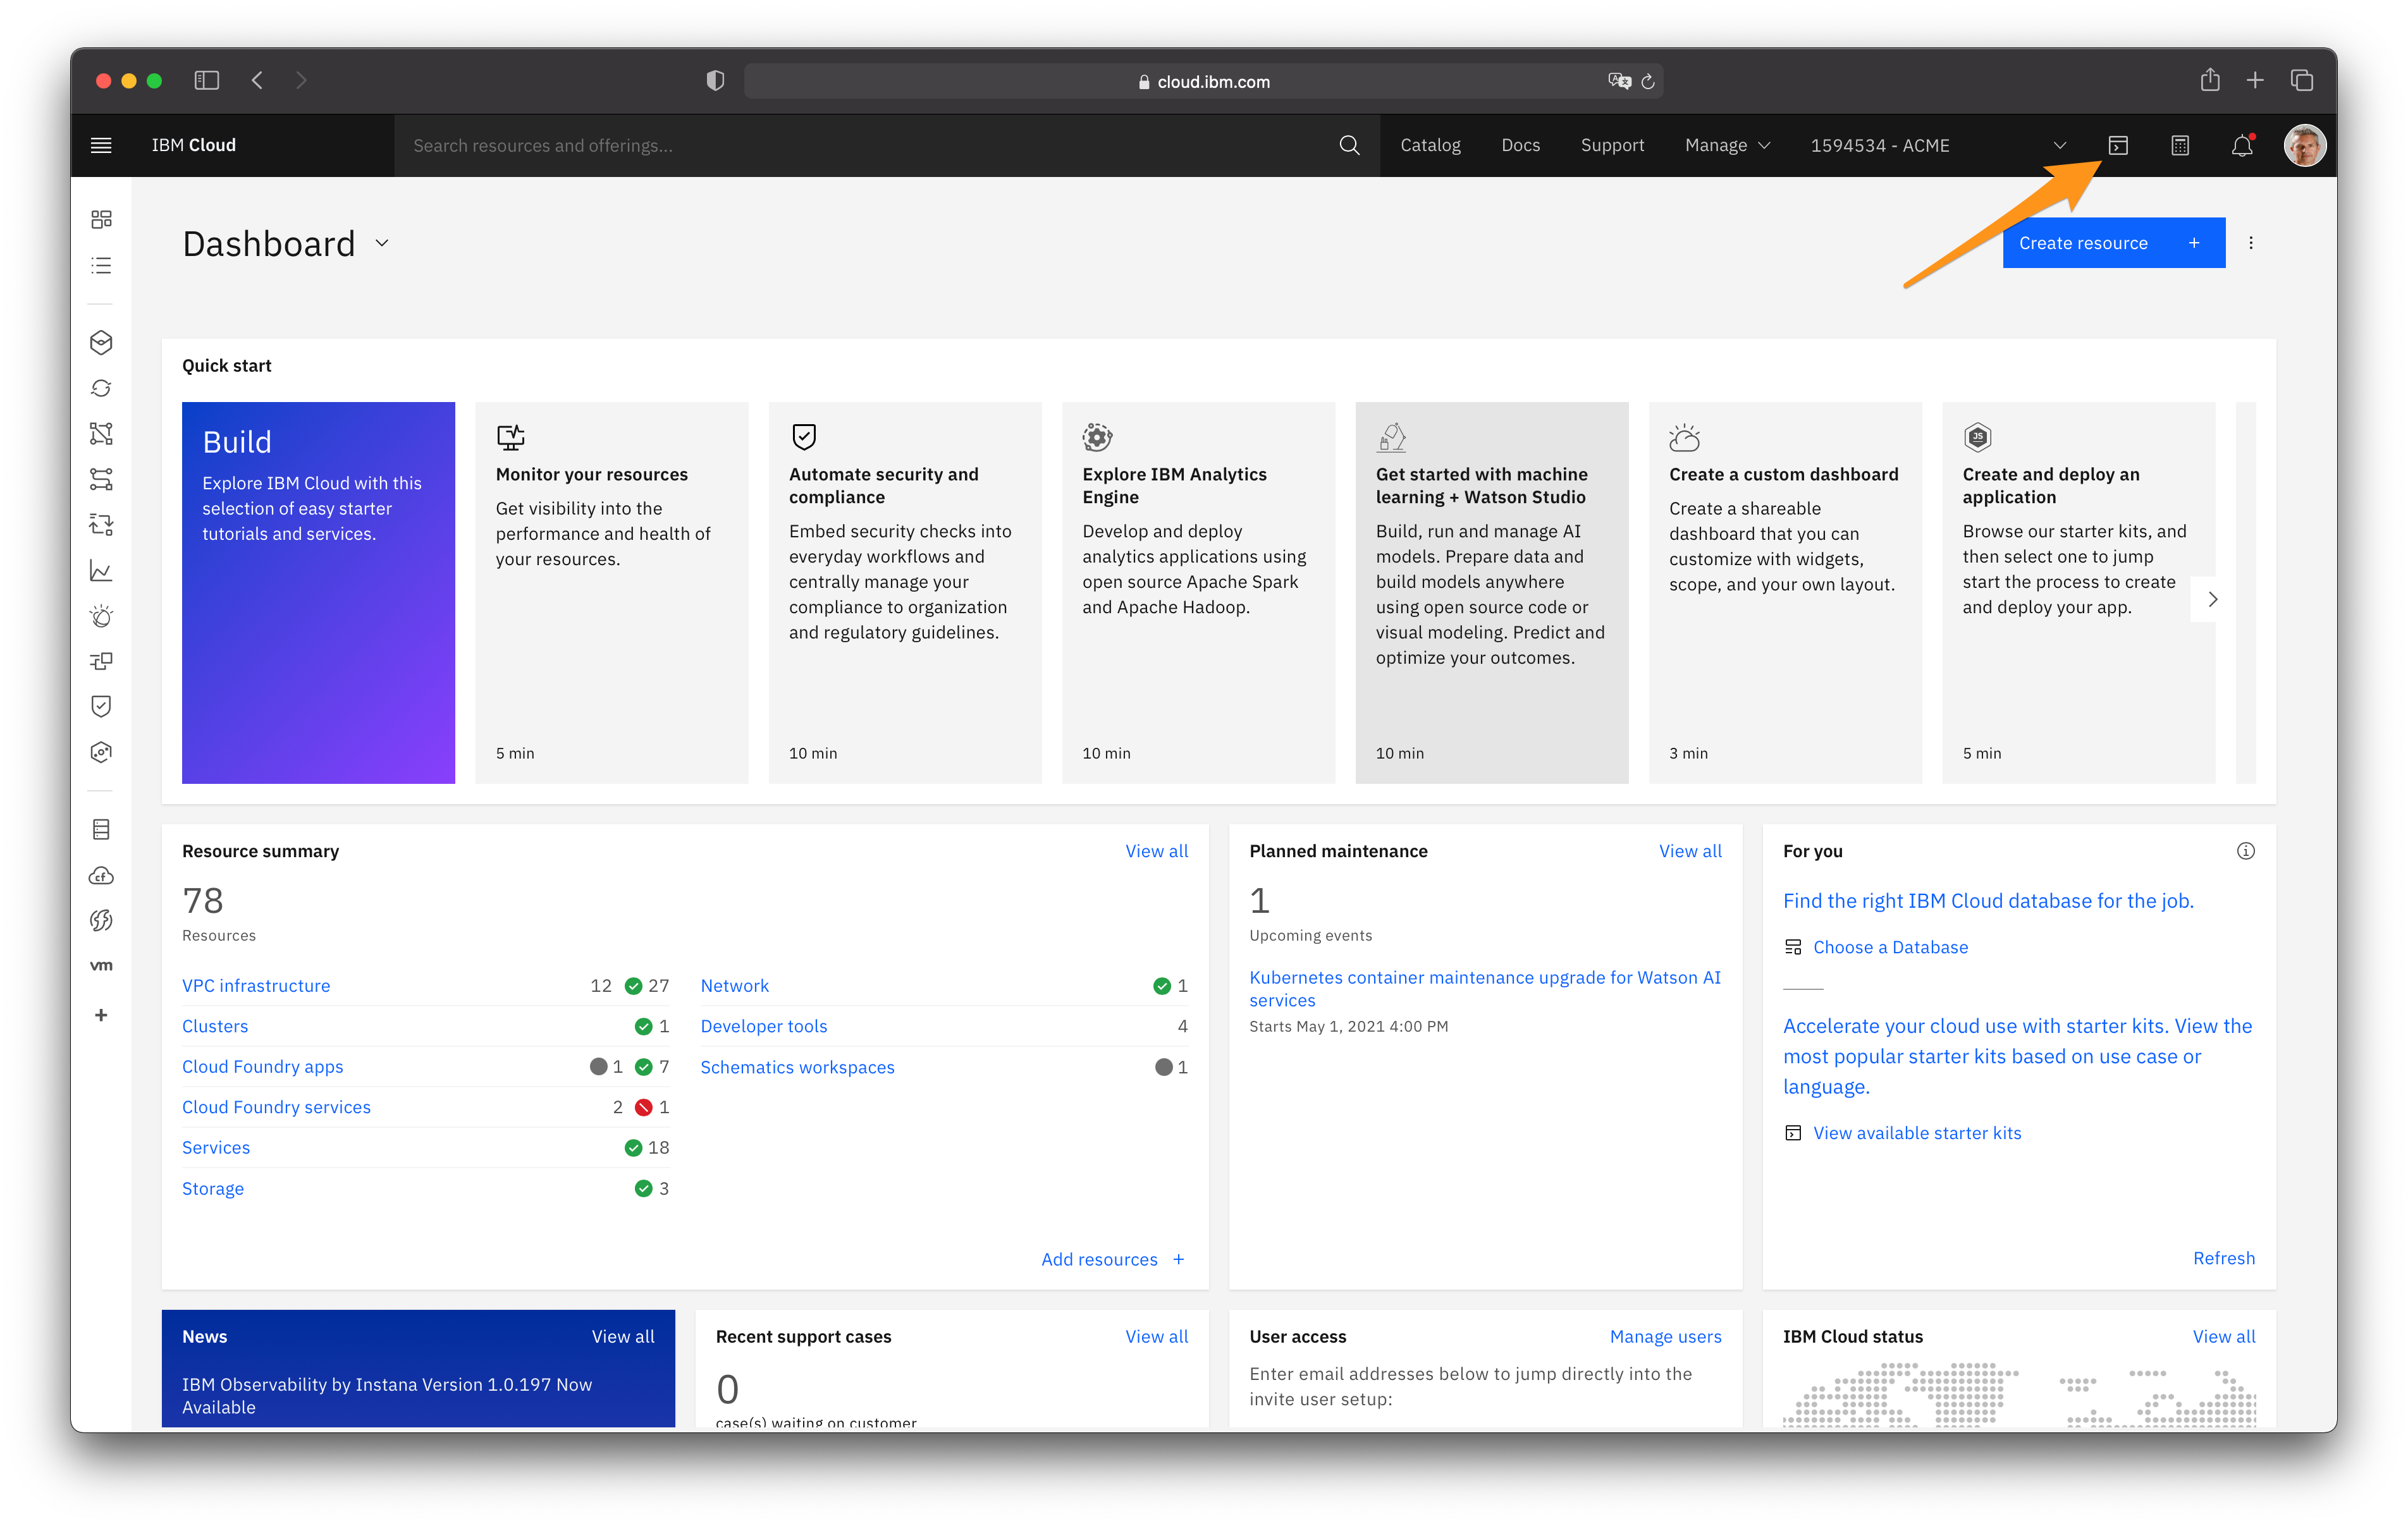 cloud.ibm.com
IBM Cloud
Search resources and offerings...
Catalog
Docs
Support
Manage
1594534 - ACME
Dashboard
Create resource +
Quick start
Build
Explore IBM Cloud with this
selection of easy starter
tutorials and services.
Monitor your resources
Get visibility into the
performance and health of
your resources.
5 min
Automate security and
compliance
Embed security checks into
everyday workflows and
centrally manage your
compliance to organization
and regulatory guidelines.
10 min
Explore IBM Analytics
Engine
Develop and deploy
analytics applications using
open source Apache Spark
and Apache Hadoop.
10 min
Get started with machine
learning + Watson Studio
Build, run and manage AI
models. Prepare data and
build models anywhere
using open source code or
visual modeling. Predict and
optimize your outcomes.
10 min
Create a custom dashboard
Create a shareable
dashboard that you can
customize with widgets,
scope, and your own layout.
3 min
JS
Create and deploy an
application
Browse our starter kits, and
then select one to jump
start the process to create
and deploy your app.
5 min
cf
vm
Resource summary
View all
78
Resources
VPC infrastructure 12 27
Clusters 1
Cloud Foundry apps 1 7
Cloud Foundry services 2 1
Services 18
Storage 3
Network 1
Developer tools 4
Schematics workspaces 1
Add resources +
Planned maintenance
View all
1
Upcoming events
Kubernetes container maintenance upgrade for Watson AI
services
Starts May 1, 2021 4:00 PM
For you
Find the right IBM Cloud database for the job.
Choose a Database
Accelerate your cloud use with starter kits. View the
most popular starter kits based on use case or
language.
View available starter kits
Refresh
News
View all
IBM Observability by Instana Version 1.0.197 Now
Available
Recent support cases
View all
0
case(s) waiting on customer
User access
Manage users
Enter email addresses below to jump directly into the
invite user setup:
IBM Cloud status
View all